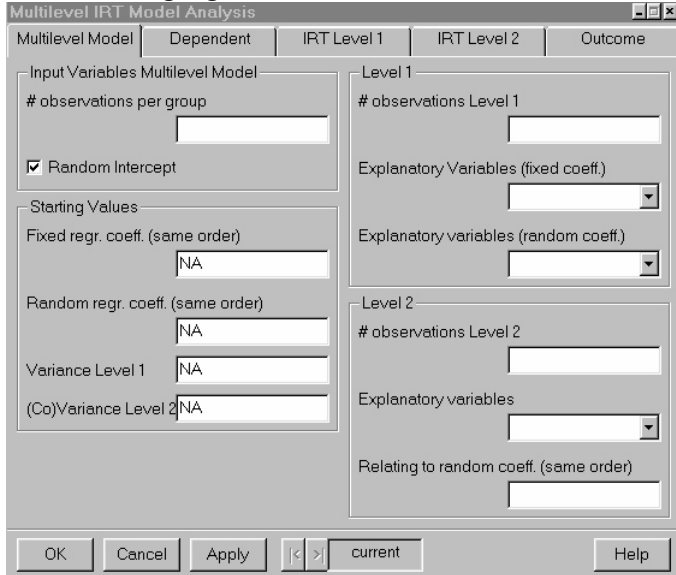 Multilevel IRT Model Analysis
Multilevel Model Dependent IRT Level 1 IRT Level 2 Outcome
Input Variables Multilevel Model
# observations per group
Random Intercept
Starting Values
Fixed regr. coeff. (same order)
NA
Random regr. coeff. (same order)
NA
Variance Level 1 NA
(Co)Variance Level 2 NA
Level 1
# observations Level 1
Explanatory Variables (fixed coeff.)
Explanatory variables (random coeff.)
Level 2
# observations Level 2
Explanatory variables
Relating to random coeff. (same order)
OK Cancel Apply |< >| current Help